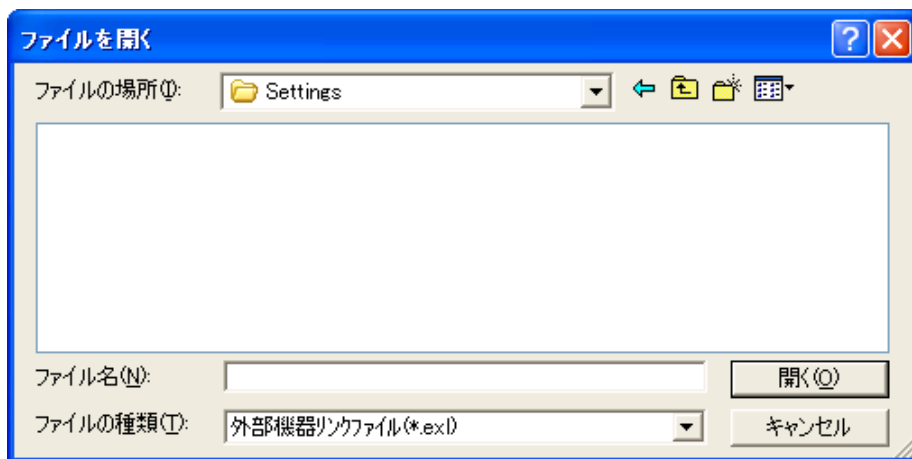 ファイルを開く
ファイルの場所(I):
Settings
ファイル名(N):
開く(O)
ファイルの種類(T):
外部機器リンクファイル(*.exl)
キャンセル